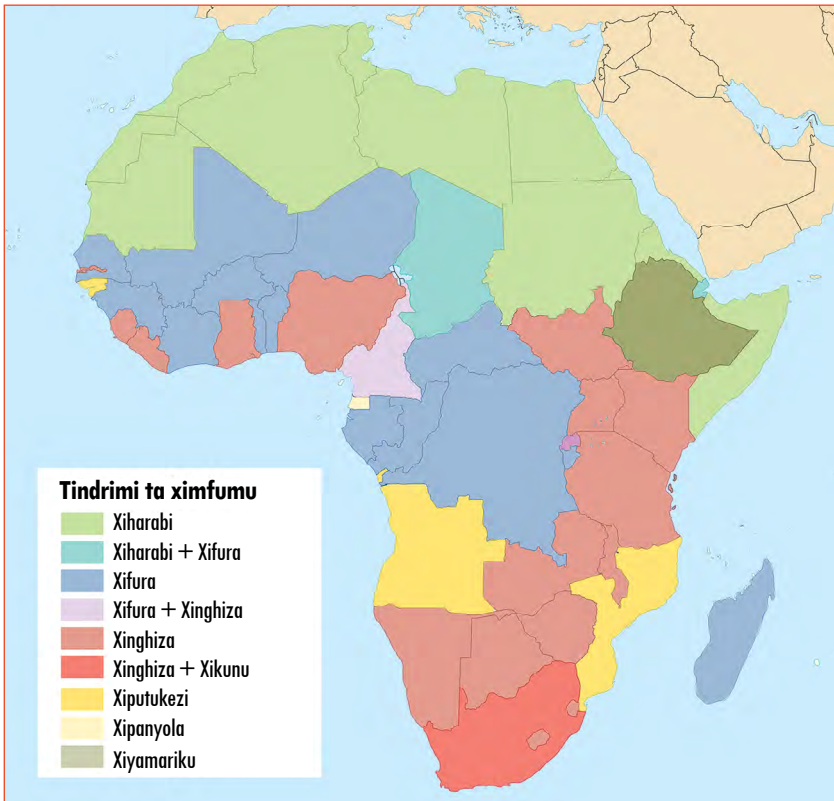 Tindrimi ta ximfumu
Xiharabi
Xiharabi + Xifura
Xifura
Xifura + Xinghiza
Xinghiza
Xinghiza + Xikunu
Xiputukezi
Xipanyola
Xiyamariku